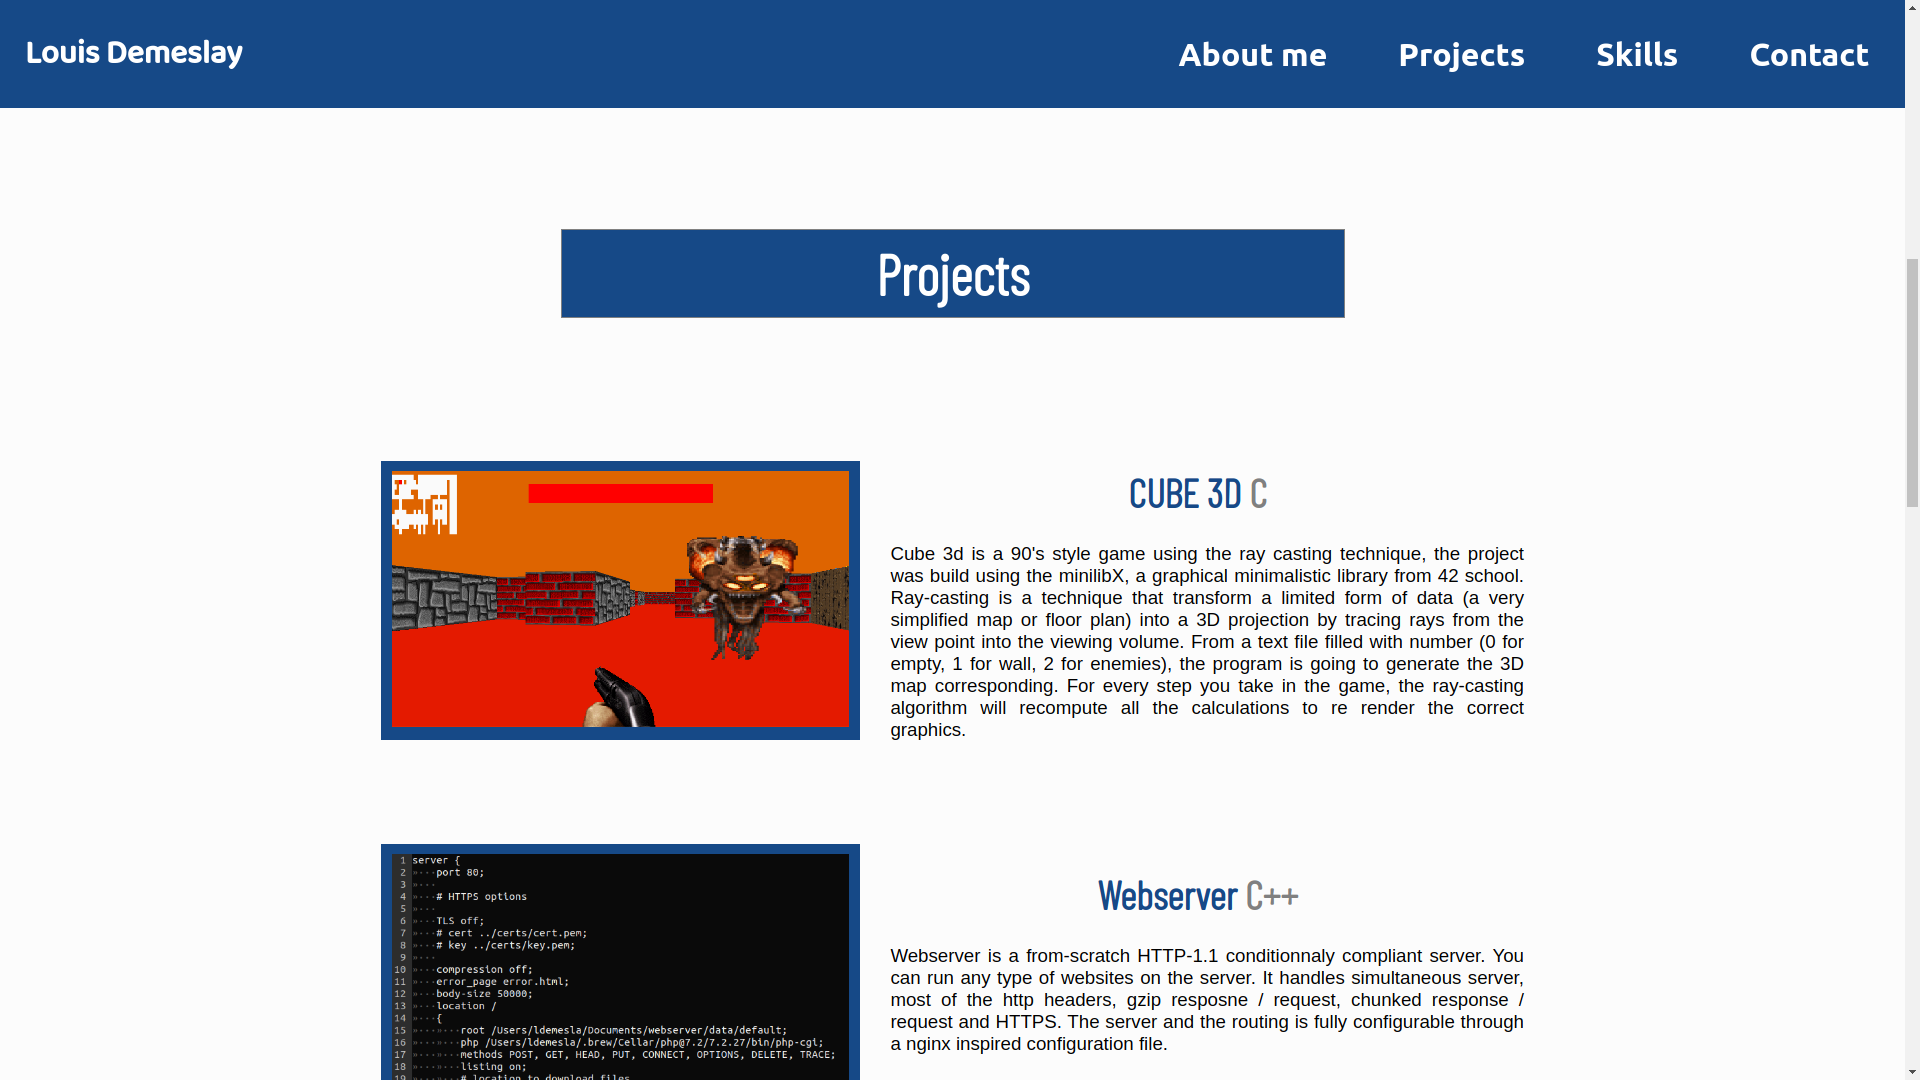 Louis Demeslay
About me
Projects
Skills
Contact
Projects
CUBE 3D C
Cube 3d is a 90's style game using the ray casting technique, the project
was build using the minilibX, a graphical minimalistic library from 42 school.
Ray-casting is a technique that transform a limited form of data (a very
simplified map or floor plan) into a 3D projection by tracing rays from the
view point into the viewing volume. From a text file filled with number (0 for
empty, 1 for wall, 2 for enemies), the program is going to generate the 3D
map corresponding. For every step you take in the game, the ray-casting
algorithm will recompute all the calculations to re render the correct
graphics.
1 server {
2 port 80;
3
4 # HTTPS options
5
6 TLS off;
7 # cert ../certs/cert.pem;
8 # key ../certs/key.pem;
9
10 compression off;
11 error_page error.html;
12 body-size 50000;
13 location /
14 {
15 root /Users/ldemesla/Documents/webserver/data/default;
16 php /Users/ldemesla/.brew/Cellar/php@7.2/7.2.27/bin/php-cgi;
17 methods POST, GET, HEAD, PUT, CONNECT, OPTIONS, DELETE, TRACE;
18 listing on;
19 # location to download files
Webserver C++
Webserver is a from-scratch HTTP-1.1 conditionnaly compliant server. You
can run any type of websites on the server. It handles simultaneous server,
most of the http headers, gzip resposne / request, chunked response /
request and HTTPS. The server and the routing is fully configurable through
a nginx inspired configuration file.